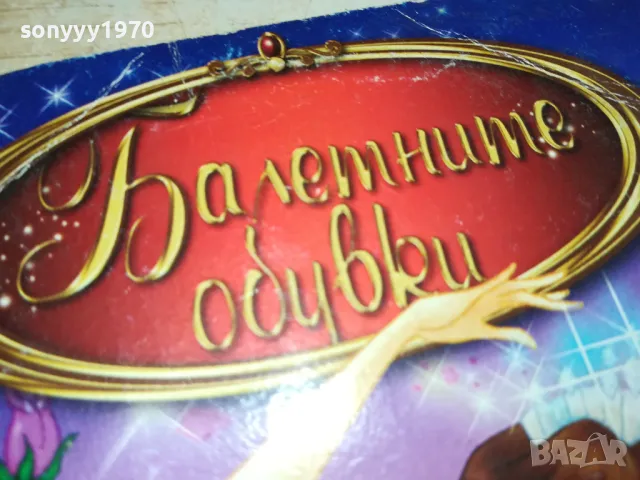 sonyyy1970
Балетните
обувки
BAZAR